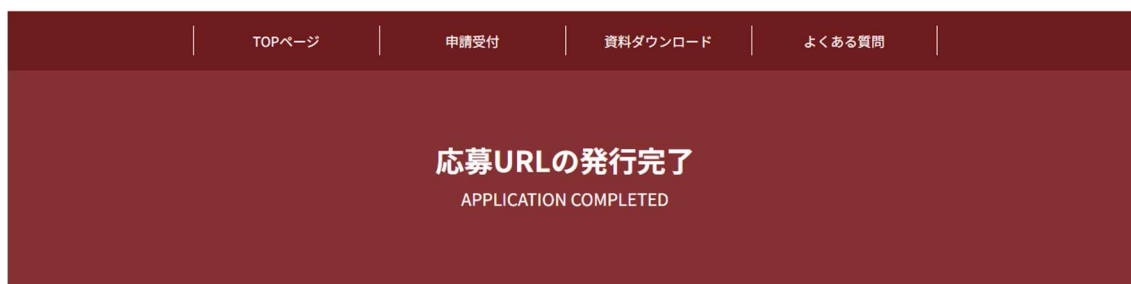 TOPページ
申請受付
資料ダウンロード
よくある質問
応募URLの発行完了
APPLICATION COMPLETED